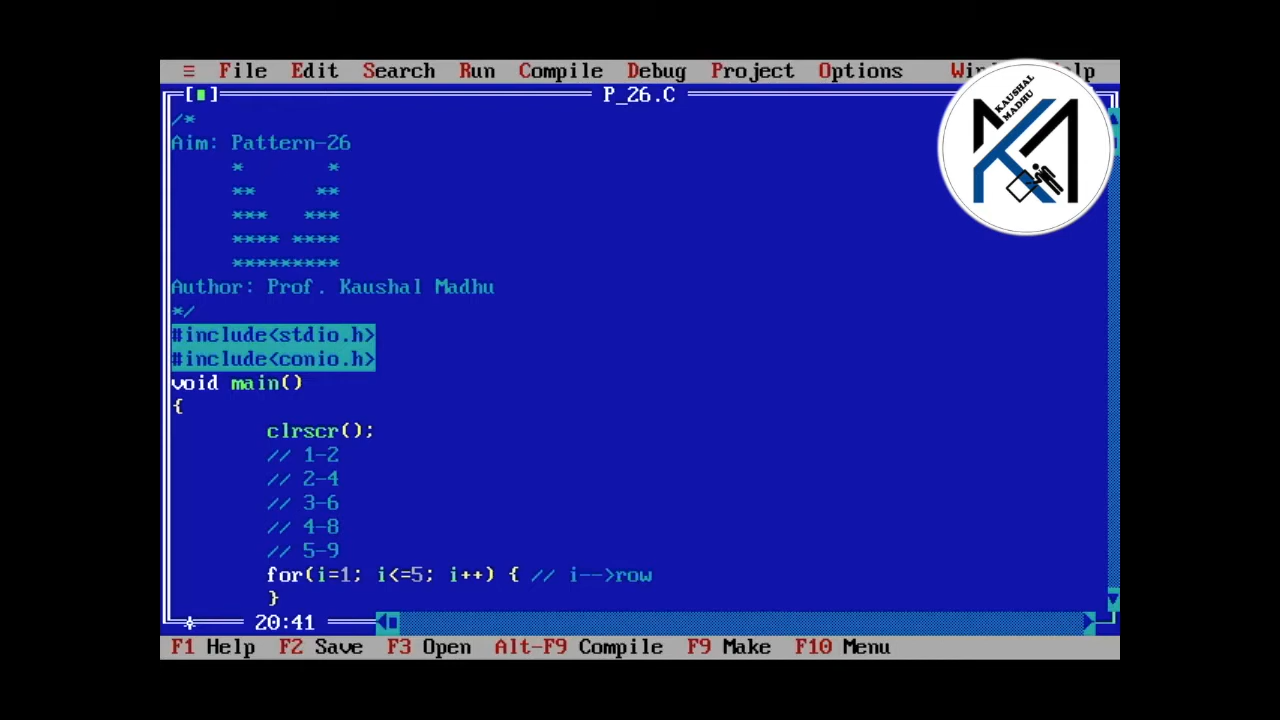 ≡ File Edit Search Run Compile Debug Project Options
[■] P_26.C
/*
Aim: Pattern-26
*       *
**     **
***   ***
**** ****
*********
Author: Prof. Kaushal Madhu
*/
#include<stdio.h>
#include<conio.h>
void main()
{
clrscr();
// 1-2
// 2-4
// 3-6
// 4-8
// 5-9
for(i=1; i<=5; i++) { // i-->row
}
20:41
F1 Help F2 Save F3 Open Alt-F9 Compile F9 Make F10 Menu
KAUSHAL
MADHU